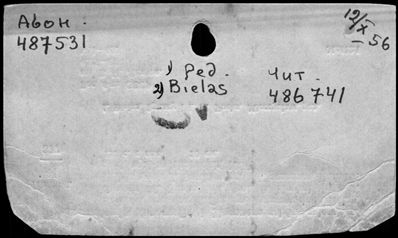 Абон.
487531
12/X
–56
1) Ред.
2) Bielas
Чит.
486741